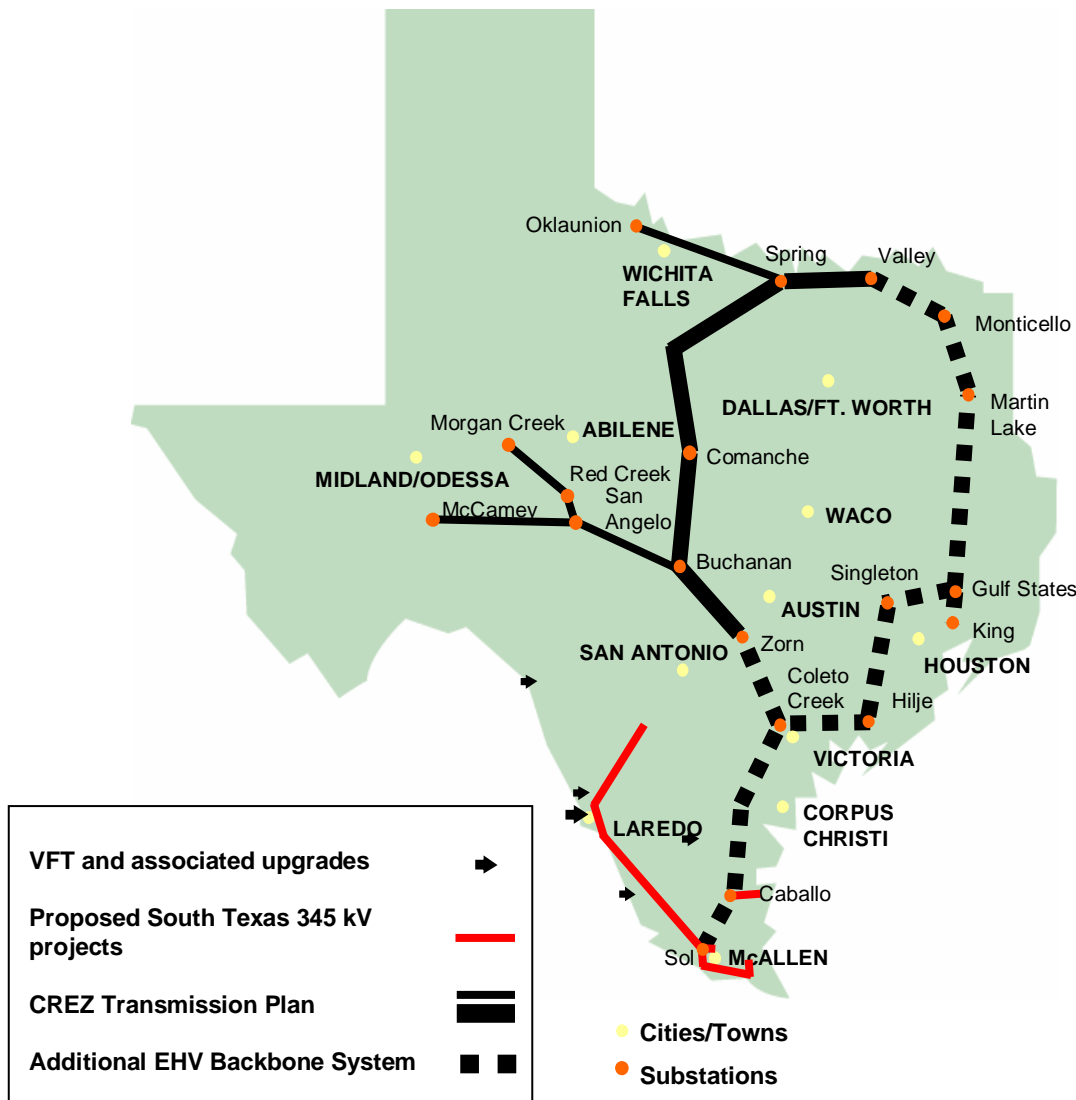 Oklaunion
Spring
Valley
WICHITA
FALLS
Monticello
DALLAS/FT. WORTH
Martin
Lake
Morgan Creek
ABILENE
Comanche
MIDLAND/ODESSA
Red Creek
San
Angelo
McCamey
WACO
Buchanan
Singleton
Gulf States
AUSTIN
King
Zorn
SAN ANTONIO
HOUSTON
Coleto
Creek
Hilje
VICTORIA
CORPUS
CHRISTI
LAREDO
Caballo
Sol
McALLEN
VFT and associated upgrades
Proposed South Texas 345 kV
projects
CREZ Transmission Plan
Additional EHV Backbone System
Cities/Towns
Substations